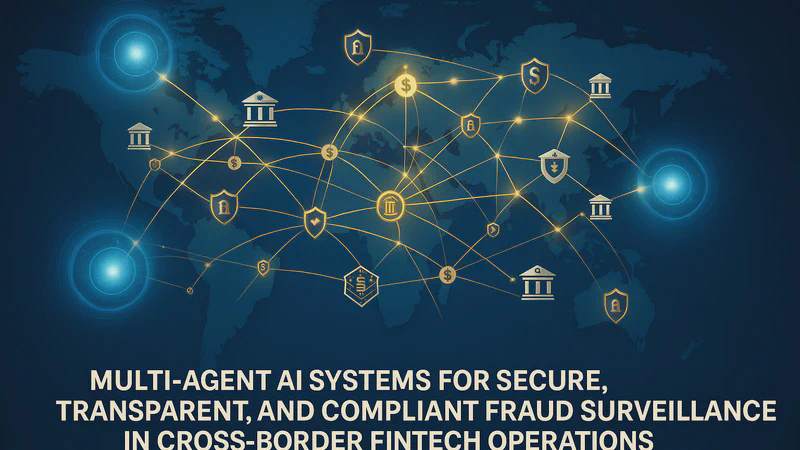 MULTI-AGENT AI SYSTEMS FOR SECURE,
TRANSPARENT, AND COMPLIANT FRAUD SURVEILLANCE
IN CROSS-BORDER FINTECH OPERATIONS